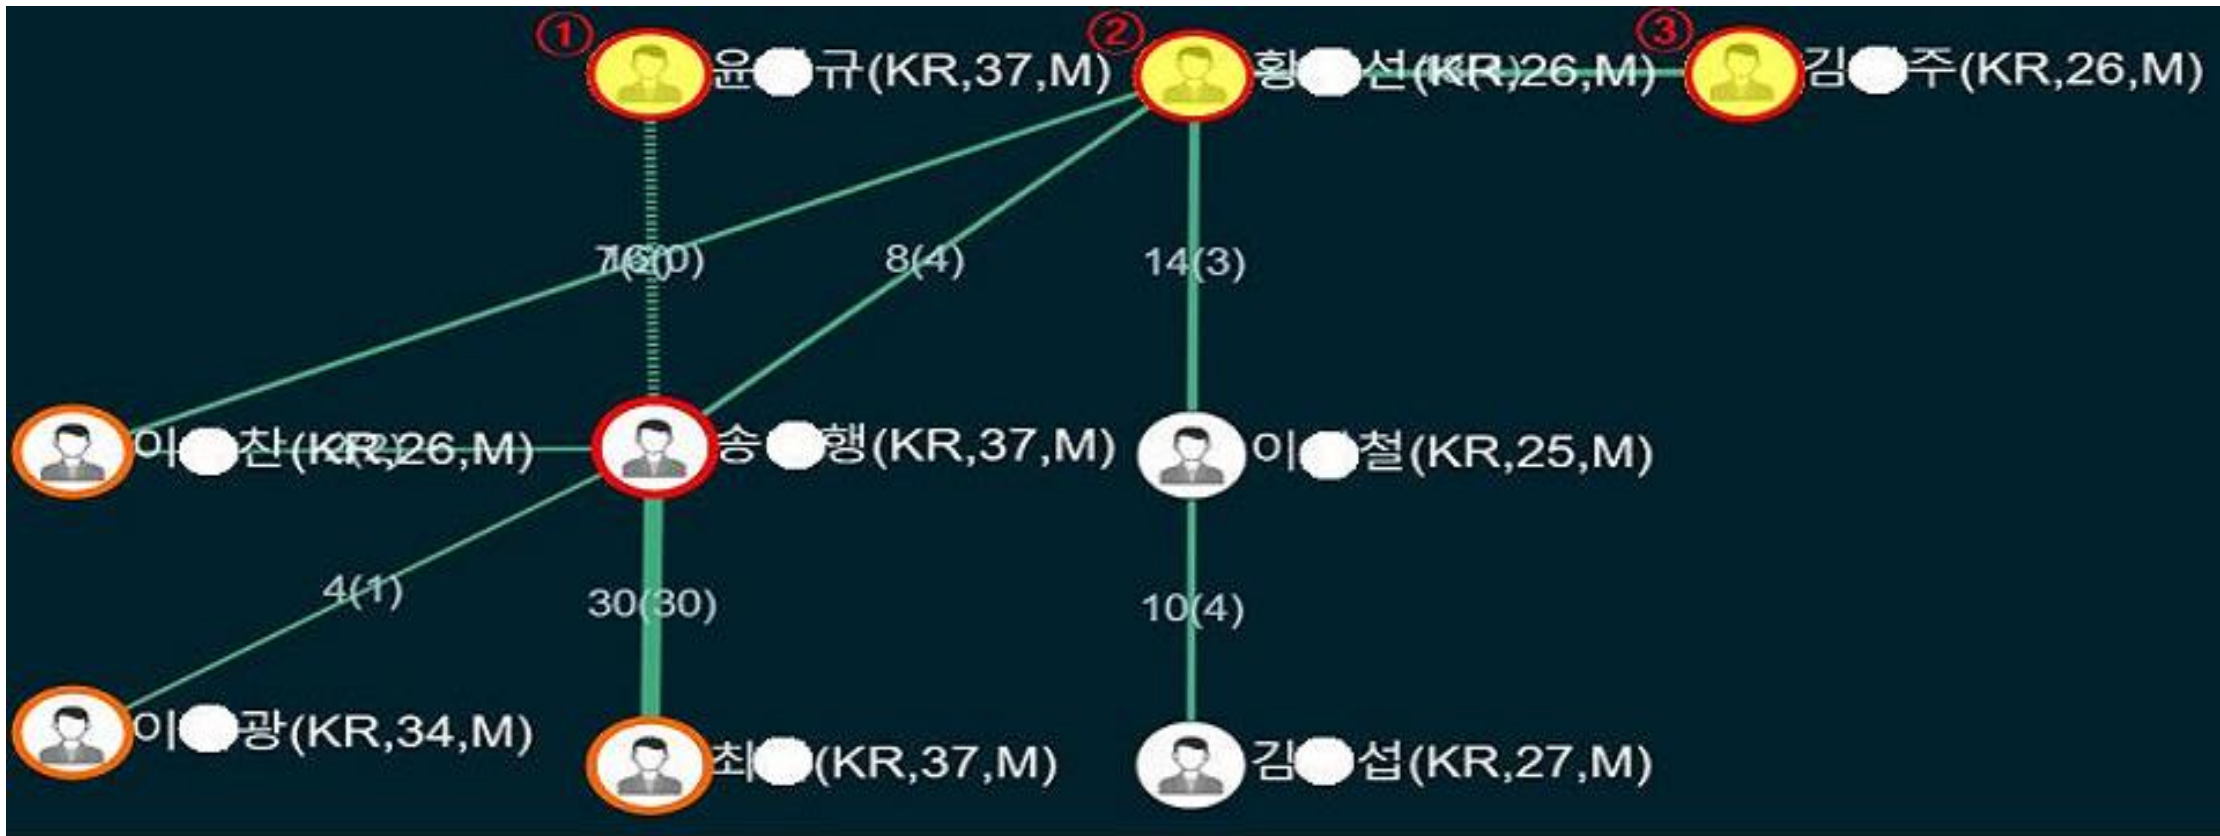 ① 윤 규(KR,37,M) ② 황 선(KR,26,M) ③ 김 주(KR,26,M)
8(4) 14(3)
이 찬(KR,26,M) 송 행(KR,37,M) 이 철(KR,25,M)
4(1) 30(30) 10(4)
이 광(KR,34,M) 최 (KR,37,M) 김 섭(KR,27,M)